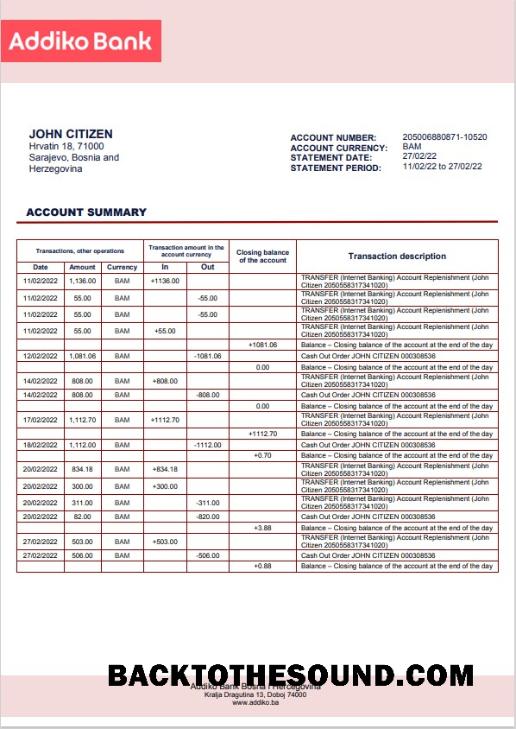 Addiko Bank
JOHN CITIZEN
Hrvatin 18, 71000
Sarajevo, Bosnia and
Herzegovina
ACCOUNT NUMBER: 205006880871-10520
ACCOUNT CURRENCY: BAM
STATEMENT DATE: 27/02/22
STATEMENT PERIOD: 11/02/22 to 27/02/22
ACCOUNT SUMMARY
Transactions, other operations
Transaction amount in the
account currency
Closing balance
of the account
Transaction description
Date Amount Currency In Out
11/02/2022 1,136.00 BAM +1136.00 TRANSFER (Internet Banking) Account Replenishment (John
Citizen 2050558317341020)
11/02/2022 55.00 BAM -55.00 TRANSFER (Internet Banking) Account Replenishment (John
Citizen 2050558317341020)
11/02/2022 55.00 BAM -55.00 TRANSFER (Internet Banking) Account Replenishment (John
Citizen 2050558317341020)
11/02/2022 55.00 BAM +55.00 TRANSFER (Internet Banking) Account Replenishment (John
Citizen 2050558317341020)
+1081.06 Balance – Closing balance of the account at the end of the day
12/02/2022 1,081.06 BAM -1081.06 Cash Out Order JOHN CITIZEN 000308536
0.00 Balance – Closing balance of the account at the end of the day
14/02/2022 808.00 BAM +808.00 TRANSFER (Internet Banking) Account Replenishment (John
Citizen 2050558317341020)
14/02/2022 808.00 BAM -808.00 Cash Out Order JOHN CITIZEN 000308536
0.00 Balance – Closing balance of the account at the end of the day
17/02/2022 1,112.70 BAM +1112.70 TRANSFER (Internet Banking) Account Replenishment (John
Citizen 2050558317341020)
+1112.70 Balance – Closing balance of the account at the end of the day
18/02/2022 1,112.00 BAM -1112.00 Cash Out Order JOHN CITIZEN 000308536
+0.70 Balance – Closing balance of the account at the end of the day
20/02/2022 834.18 BAM +834.18 TRANSFER (Internet Banking) Account Replenishment (John
Citizen 2050558317341020)
20/02/2022 300.00 BAM +300.00 TRANSFER (Internet Banking) Account Replenishment (John
Citizen 2050558317341020)
20/02/2022 311.00 BAM -311.00 TRANSFER (Internet Banking) Account Replenishment (John
Citizen 2050558317341020)
20/02/2022 82.00 BAM -820.00 Cash Out Order JOHN CITIZEN 000308536
+3.88 Balance – Closing balance of the account at the end of the day
27/02/2022 503.00 BAM +503.00 TRANSFER (Internet Banking) Account Replenishment (John
Citizen 2050558317341020)
27/02/2022 506.00 BAM -506.00 Cash Out Order JOHN CITIZEN 000308536
+0.88 Balance – Closing balance of the account at the end of the day
BACKTOTHESOUND.COM
Addiko Bank Bosna i Hercegovina
Kralja Dragutina 13, Doboj 74000
www.addiko.ba